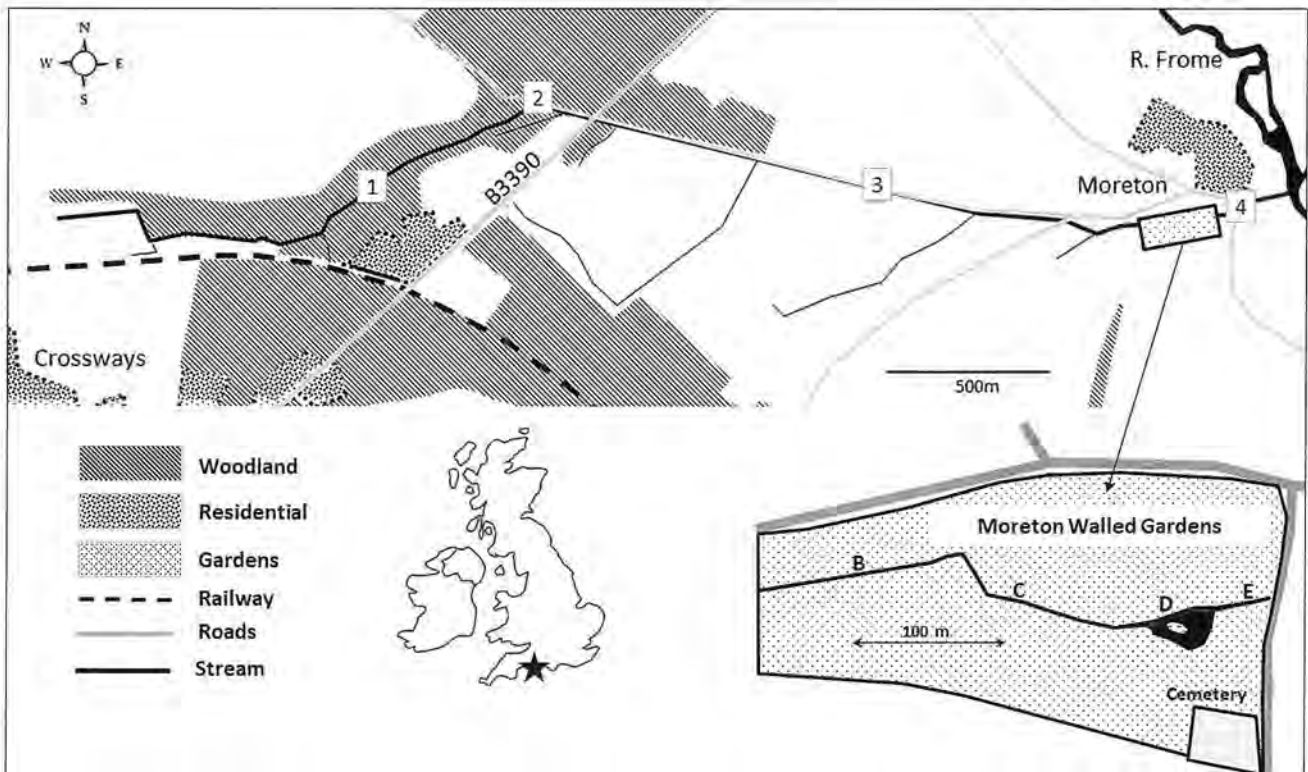 N
W E
S
R. Frome
2
B3390
1
3
Moreton
4
Crossways
500m
Woodland
Residential
Gardens
Railway
Roads
Stream
Moreton Walled Gardens
B
C
D
E
100 m
Cemetery